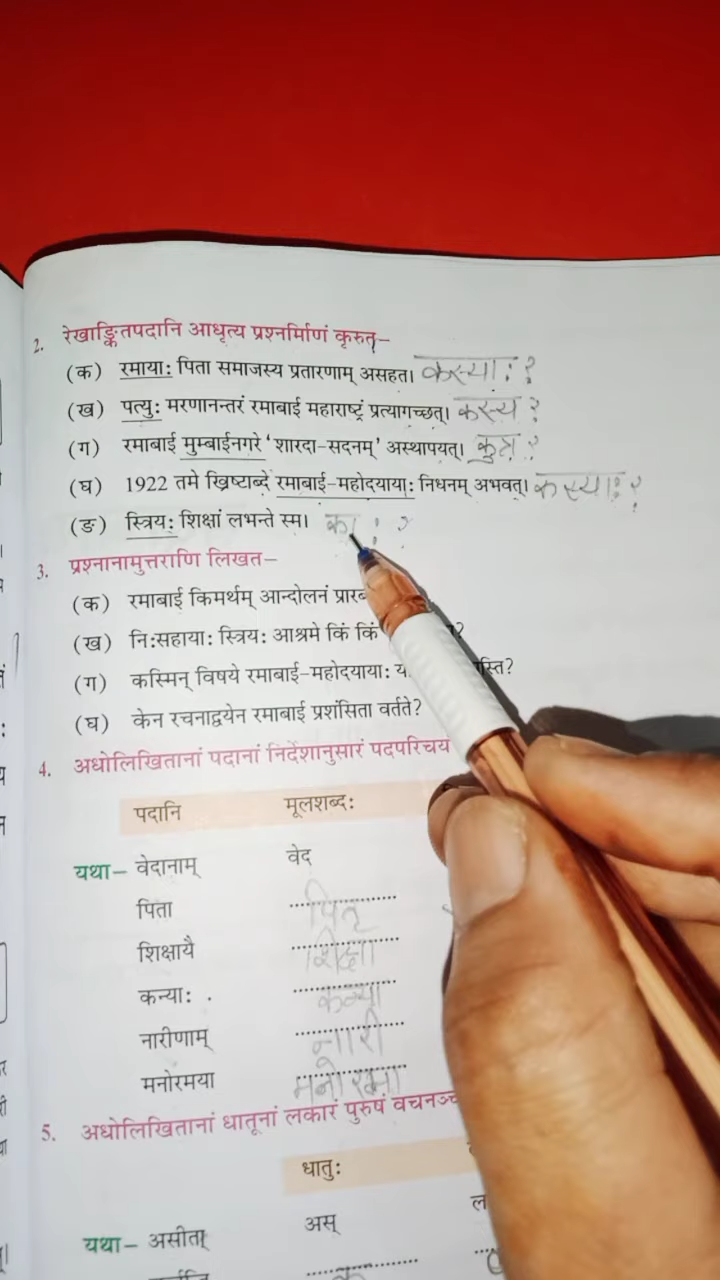 2. रेखाङ्कितपदानि आधृत्य प्रश्नर्मिाणं कृरुत्–
(क) रमायाः पिता समाजस्य प्रतारणाम् असहत। कस्याः ?
(ख) पत्युः मरणानन्तरं रमाबाई महाराष्ट्रं प्रत्यागच्छत्। कस्य ?
(ग) रमाबाई मुम्बाईनगरे 'शारदा-सदनम्' अस्थापयत्। कुत्र ?
(घ) 1922 तमे ख्रिष्टाब्दे रमाबाई-महोदयायाः निधनम् अभवत्। कस्याः ?
(ङ) स्त्रियः शिक्षां लभन्ते स्म। काः ?
3. प्रश्नानामुत्तराणि लिखत–
(क) रमाबाई किमर्थम् आन्दोलनं
(ख) निःसहायाः स्त्रियः आश्रमे किं किं
(ग) कस्मिन् विषये रमाबाई-महोदयायाः
(घ) केन रचनाद्वयेन रमाबाई प्रशंसिता वर्तते?
4. अधोलिखितानां पदानां निर्देशानुसारं पदपरिचय
पदानि मूलशब्दः
यथा– वेदानाम् वेद
पिता पितृ
शिक्षायै शिक्षा
कन्याः कन्या
नारीणाम् नारी
मनोरमया मनोरमा
5. अधोलिखितानां धातूनां लकारं पुरुषं
धातुः
यथा– असीता् अस्